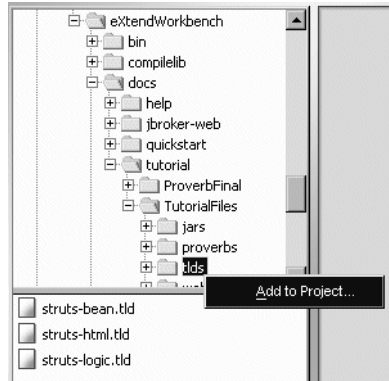 eXtendWorkbench
bin
compilelib
docs
help
jbroker-web
quickstart
tutorial
ProverbFinal
TutorialFiles
jars
proverbs
tlds
Add to Project...
struts-bean.tld
struts-html.tld
struts-logic.tld